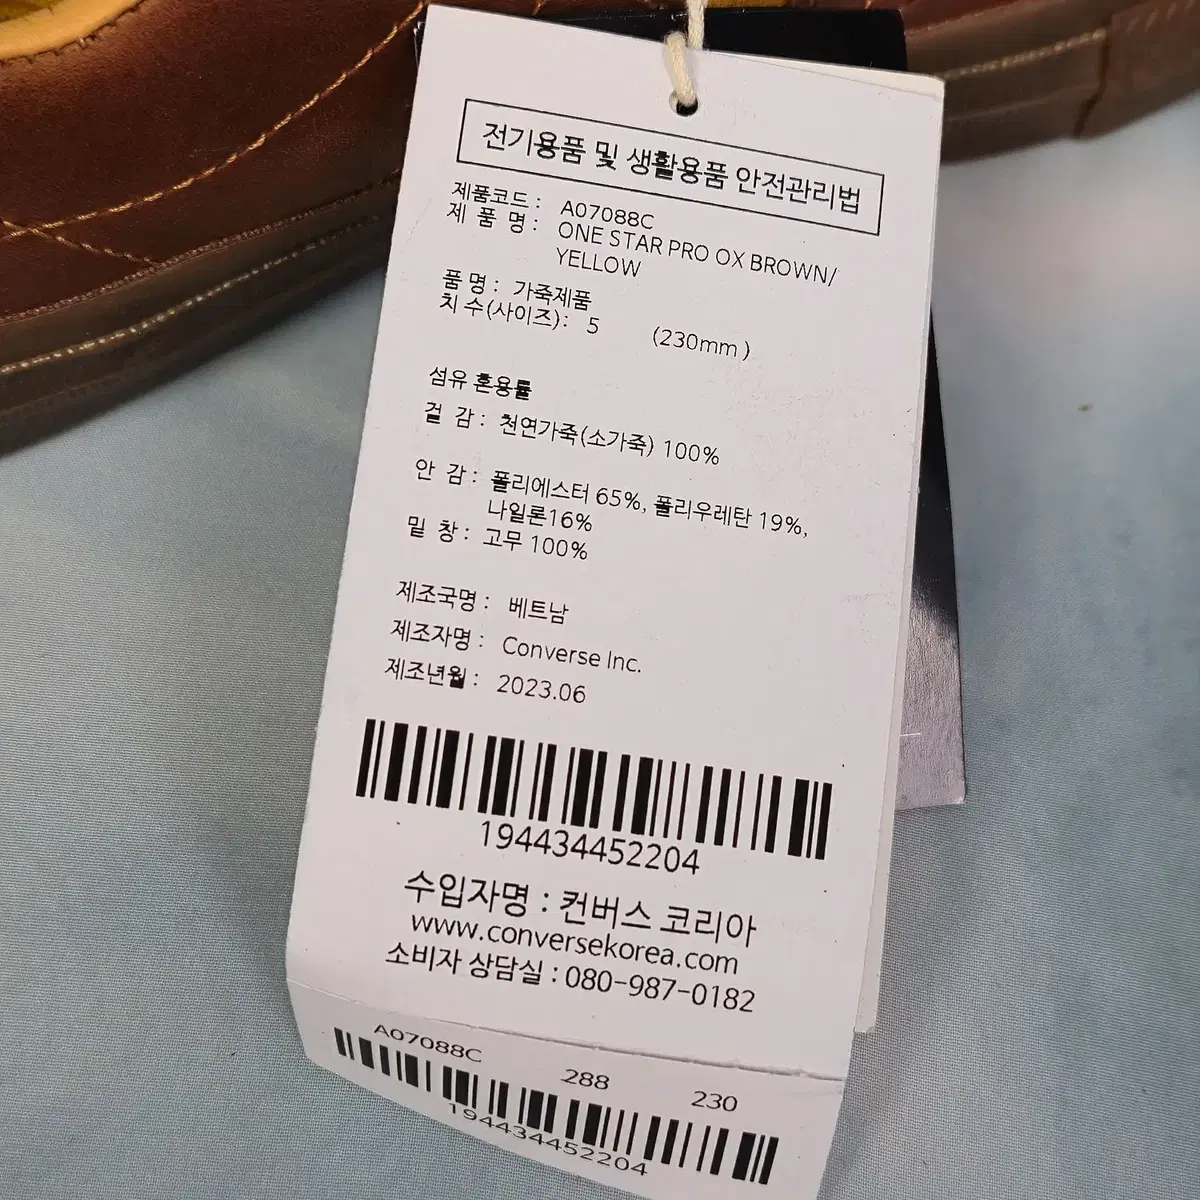 전기용품 및 생활용품 안전관리법
제품코드 : A07088C
제 품 명 : ONE STAR PRO OX BROWN/
YELLOW
품 명 : 가죽제품
치 수(사이즈) : 5 (230mm )
섬유 혼용률
겉 감 : 천연가죽(소가죽) 100%
안 감 : 폴리에스터 65%, 폴리우레탄 19%,
나일론16%
밑 창 : 고무 100%
제조국명 : 베트남
제조자명 : Converse Inc.
제조년월 : 2023.06
194434452204
수입자명 : 컨버스 코리아
www.conversekorea.com
소비자 상담실 : 080-987-0182
A07088C 288 230
194434452204